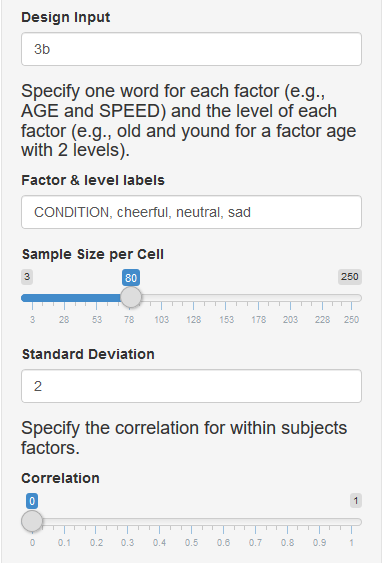 Design Input
3b
Specify one word for each factor (e.g.,
AGE and SPEED) and the level of each
factor (e.g., old and yound for a factor age
with 2 levels).
Factor & level labels
CONDITION, cheerful, neutral, sad
Sample Size per Cell
3 80 250
3 28 53 78 103 128 153 178 203 228 250
Standard Deviation
2
Specify the correlation for within subjects
factors.
Correlation
0 1
0 0.1 0.2 0.3 0.4 0.5 0.6 0.7 0.8 0.9 1